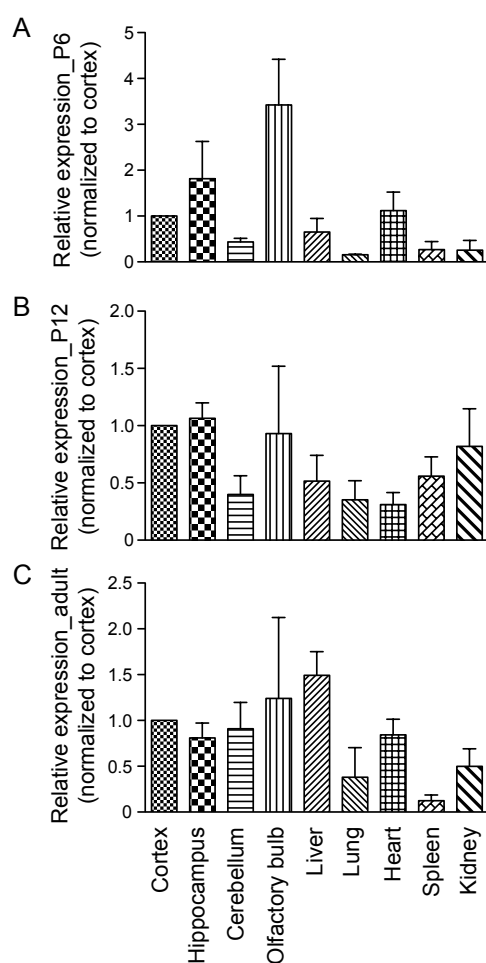 A
Relative expression_P6
(normalized to cortex)
5
4
3
2
1
0
B
Relative expression_P12
(normalized to cortex)
2.0
1.5
1.0
0.5
0
C
Relative expression_adult
(normalized to cortex)
2.5
2.0
1.5
1.0
0.5
0
Cortex
Hippocampus
Cerebellum
Olfactory bulb
Liver
Lung
Heart
Spleen
Kidney